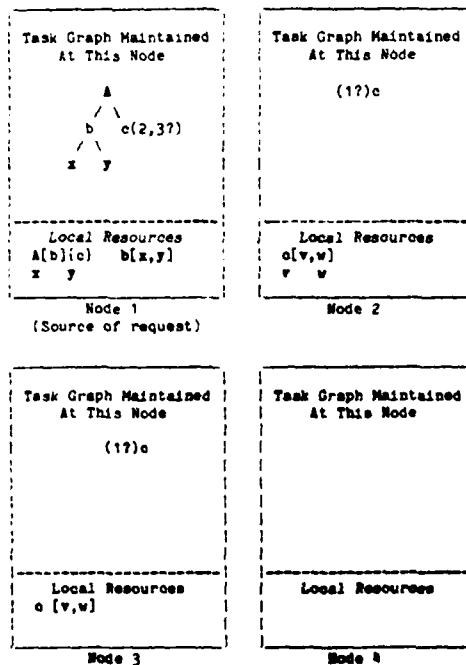 Task Graph Maintained
At This Node
A
b c(2,3?)
x y
Local Resources
A[b]{c} b[x,y]
x y
Node 1
(Source of request)
Task Graph Maintained
At This Node
(1?)c
Local Resources
c[v,w]
v w
Node 2
Task Graph Maintained
At This Node
(1?)c
Local Resources
c [v,w]
Node 3
Task Graph Maintained
At This Node
Local Resources
Node 4